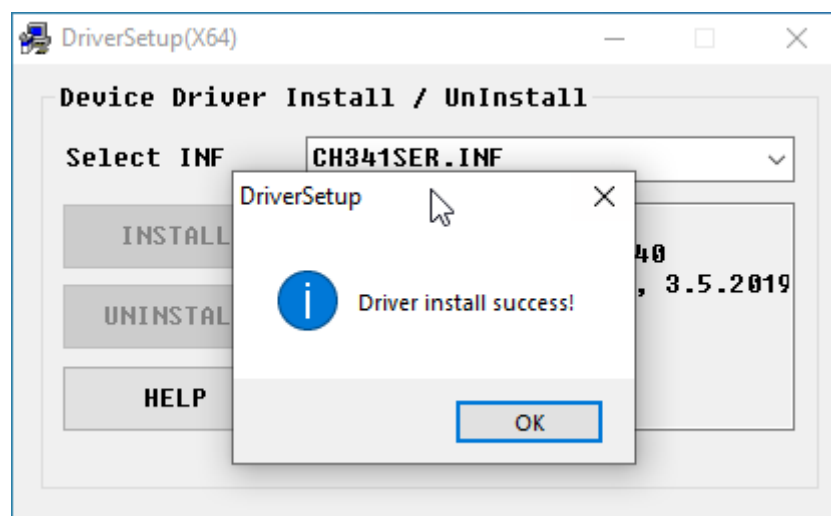 DriverSetup(X64)
Device Driver Install / UnInstall
Select INF
CH341SER.INF
DriverSetup
INSTALL
40
, 3.5.2019
Driver install success!
UNINSTAL
HELP
OK